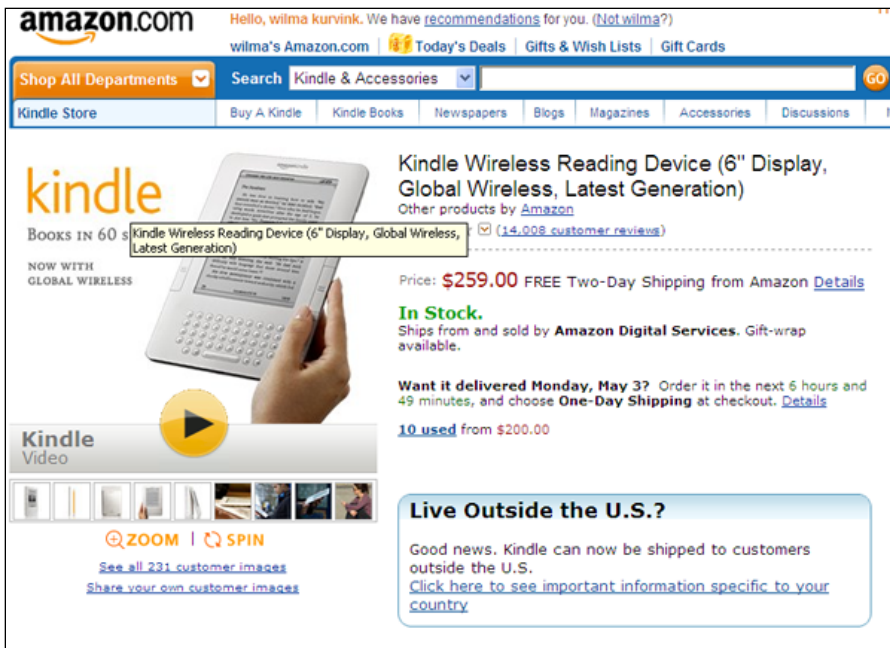 amazon.com
Hello, wilma kurvink. We have recommendations for you. (Not wilma?)
wilma's Amazon.com | Today's Deals | Gifts & Wish Lists | Gift Cards
Shop All Departments
Search Kindle & Accessories GO
Kindle Store
Buy A Kindle | Kindle Books | Newspapers | Blogs | Magazines | Accessories | Discussions
kindle
BOOKS IN 60 S
NOW WITH
GLOBAL WIRELESS
amazonkindle
Kindle Wireless Reading Device (6" Display, Global Wireless,
Latest Generation)
Kindle
Video
ZOOM | SPIN
See all 231 customer images
Share your own customer images
Kindle Wireless Reading Device (6" Display,
Global Wireless, Latest Generation)
Other products by Amazon
(14,008 customer reviews)
Price: $259.00 FREE Two-Day Shipping from Amazon Details
In Stock.
Ships from and sold by Amazon Digital Services. Gift-wrap
available.
Want it delivered Monday, May 3? Order it in the next 6 hours and
49 minutes, and choose One-Day Shipping at checkout. Details
10 used from $200.00
Live Outside the U.S.?
Good news. Kindle can now be shipped to customers
outside the U.S.
Click here to see important information specific to your
country